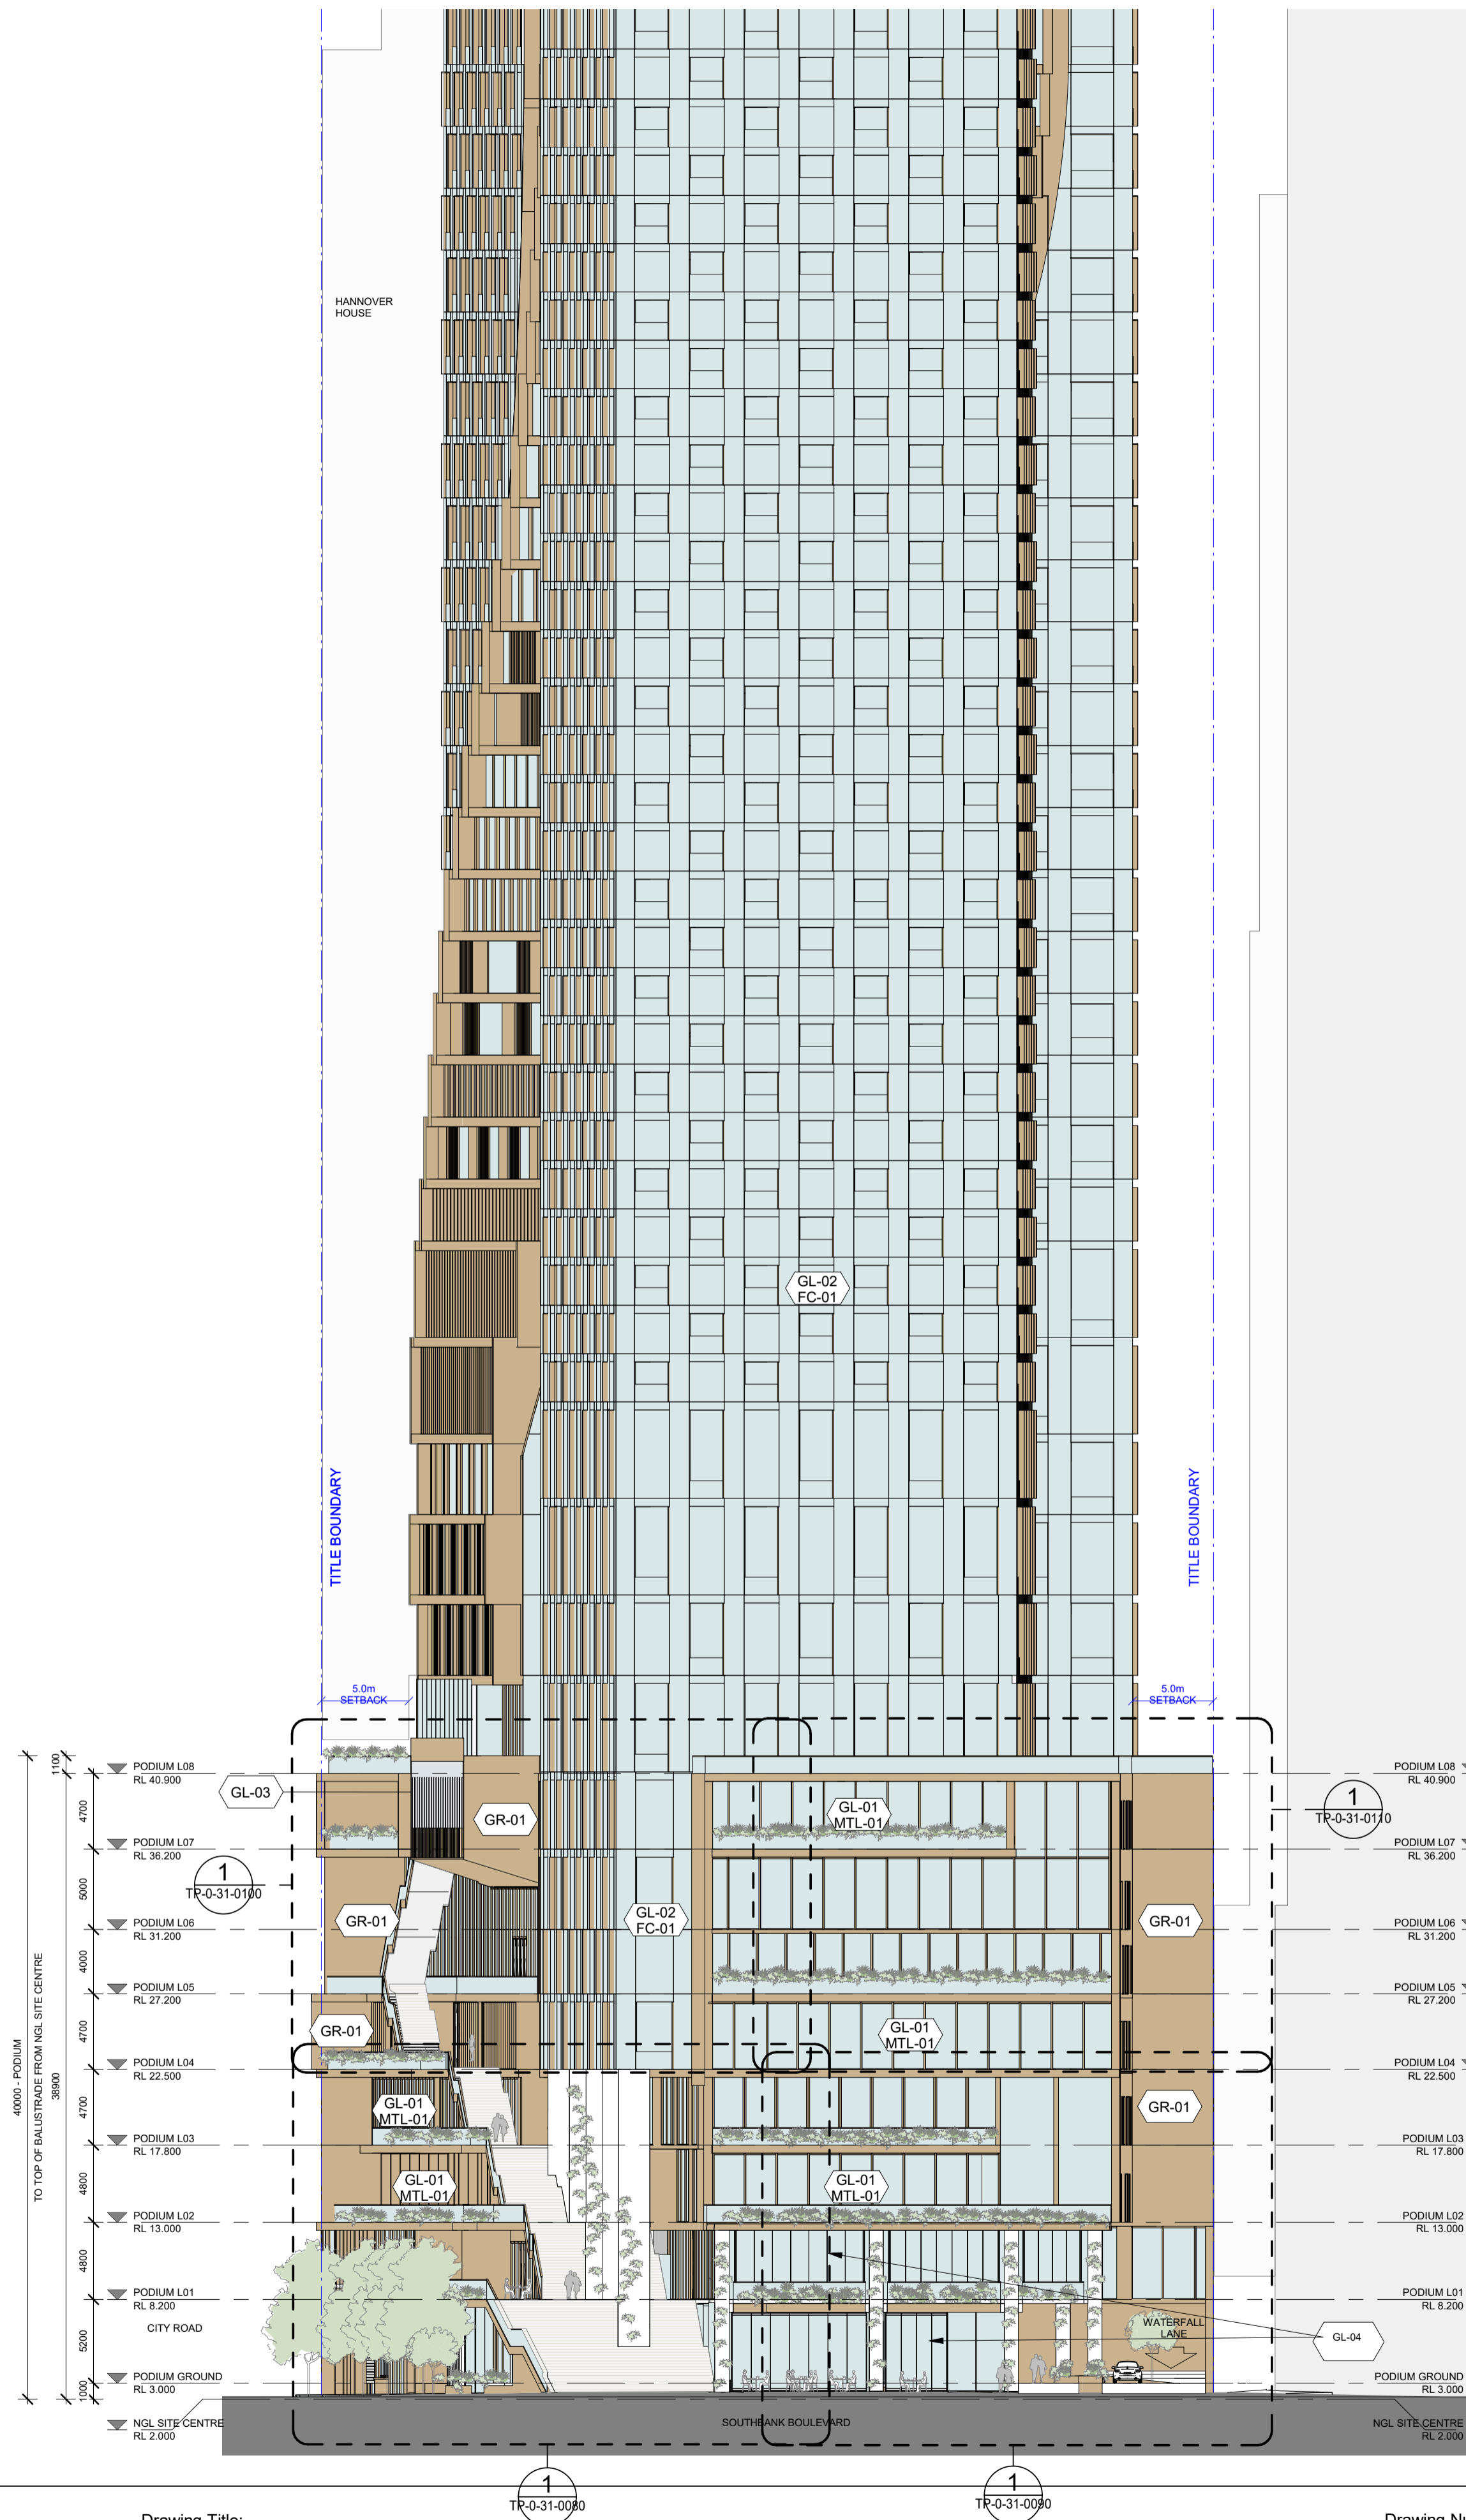 HANNOVER
HOUSE
GL-02
FC-01
TITLE BOUNDARY
TITLE BOUNDARY
5.0m
SETBACK
5.0m
SETBACK
40000 - PODIUM
TO TOP OF BALUSTRADE FROM NGL SITE CENTRE
38900
1100
4700
5000
4000
4700
4700
4800
4800
5200
1000
PODIUM L08
RL 40.900
GL-03
PODIUM L07
RL 36.200
1
TP-0-31-0100
PODIUM L06
RL 31.200
PODIUM L05
RL 27.200
PODIUM L04
RL 22.500
PODIUM L03
RL 17.800
PODIUM L02
RL 13.000
PODIUM L01
RL 8.200
CITY ROAD
PODIUM GROUND
RL 3.000
NGL SITE CENTRE
RL 2.000
GR-01
GR-01
GR-01
GL-01
MTL-01
GL-01
MTL-01
GL-02
FC-01
GL-01
MTL-01
GL-01
MTL-01
GL-01
MTL-01
GR-01
GR-01
WATERFALL
LANE
GL-04
SOUTHBANK BOULEVARD
PODIUM L08
RL 40.900
1
TP-0-31-0110
PODIUM L07
RL 36.200
PODIUM L06
RL 31.200
PODIUM L05
RL 27.200
PODIUM L04
RL 22.500
PODIUM L03
RL 17.800
PODIUM L02
RL 13.000
PODIUM L01
RL 8.200
PODIUM GROUND
RL 3.000
NGL SITE CENTRE
RL 2.000
1
TP-0-31-0080
1
TP-0-31-0090
Drawing Title:
Drawing